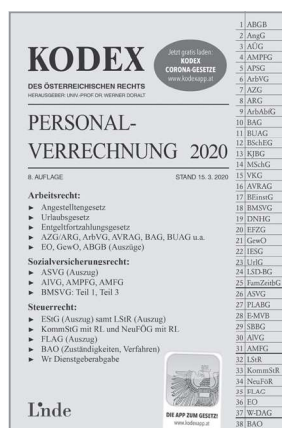 KODEX
DES ÖSTERREICHISCHEN RECHTS
HERAUSGEBER: UNIV.-PROF. DR. WERNER DORALT
Jetzt gratis laden:
KODEX
CORONA-GESETZE
www.kodexapp.at
PERSONAL-
VERRECHNUNG 2020
8. AUFLAGE STAND 15. 3. 2020
Arbeitsrecht:
► Angestelltengesetz
► Urlaubsgesetz
► Entgeltfortzahlungsgesetz
► AZG/ARG, ArbVG, AVRAG, BAG, BUAG u.a.
► EO, GewO, ABGB (Auszüge)
Sozialversicherungsrecht:
► ASVG (Auszug)
► AlVG, AMPFG, AMFG
► BMSVG: Teil 1, Teil 3
Steuerrecht:
► EStG (Auszug) samt LStR (Auszug)
► KommStG mit RL und NeuFÖG mit RL
► FLAG (Auszug)
► BAO (Zuständigkeiten, Verfahren)
► Wr Dienstgeberabgabe
Linde
DIE APP ZUM GESETZ!
www.kodexapp.at
1 ABGB
2 AngG
3 AÜG
4 AMPFG
5 APSG
6 ArbVG
7 AZG
8 ARG
9 ArbAbfG
10 BAG
11 BUAG
12 BSchEG
13 KJBG
14 MSchG
15 VKG
16 AVRAG
17 BEinstG
18 BMSVG
19 DNHG
20 EFZG
21 GewO
22 IESG
23 UrlG
24 LSD-BG
25 FamZeitbG
26 ASVG
27 PLABG
28 E-MVB
29 SBBG
30 AlVG
31 AMFG
32 LStR
33 KommStR
34 NeuFöR
35 FLAG
36 EO
37 W-DAG
38 BAO